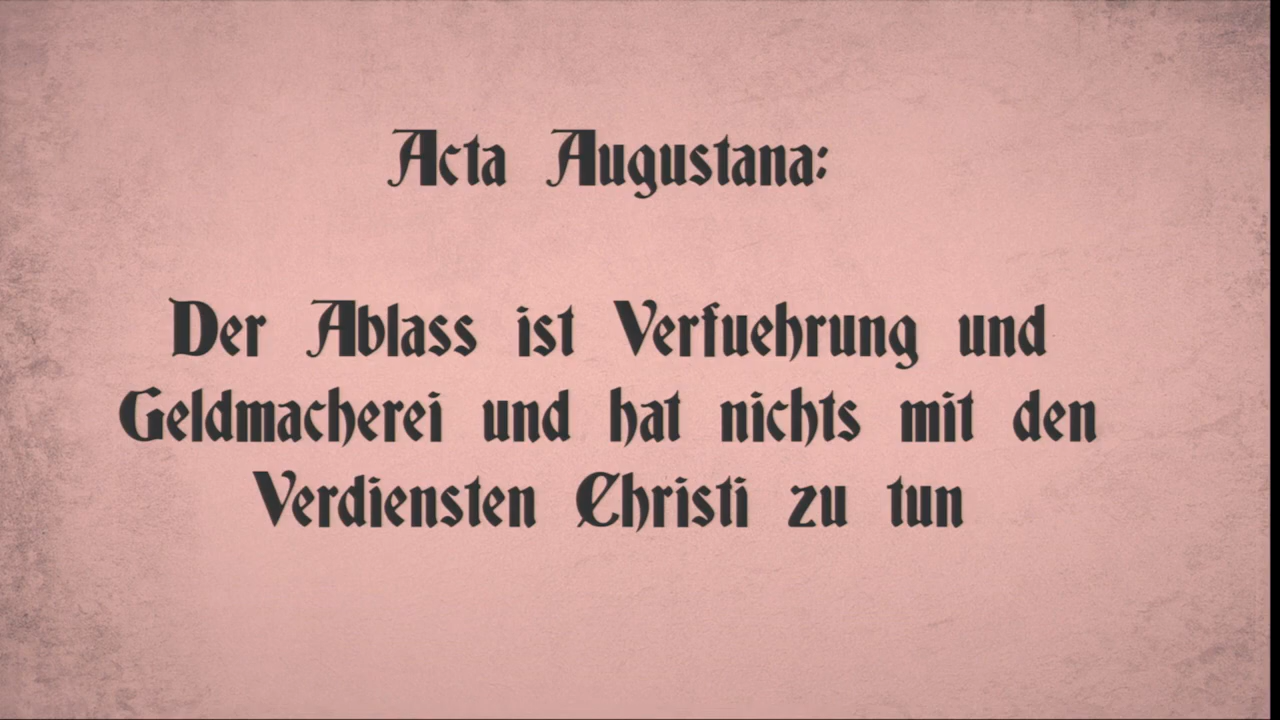 Acta Augustana:
Der Ablass ist Verfuehrung und
Geldmacherei und hat nichts mit den
Verdiensten Christi zu tun